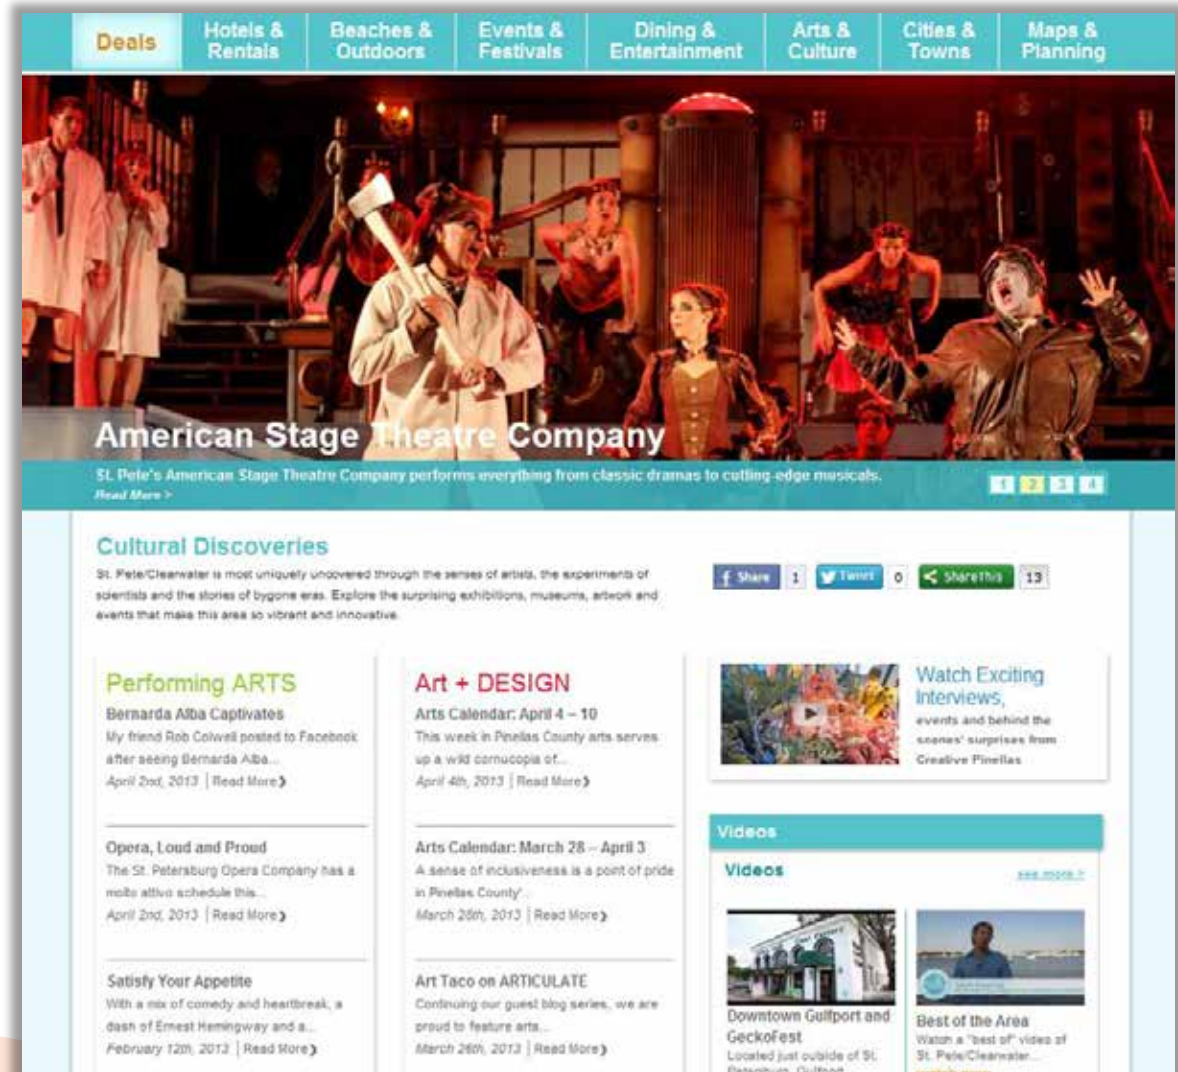 Deals
Hotels &
Rentals
Beaches &
Outdoors
Events &
Festivals
Dining &
Entertainment
Arts &
Culture
Cities &
Towns
Maps &
Planning
American Stage Theatre Company
St. Pete's American Stage Theatre Company performs everything from classic dramas to cutting-edge musicals.
Read More >
1 2 3 4
Cultural Discoveries
St. Pete/Clearwater is most uniquely uncovered through the senses of artists, the experiments of
scientists and the stories of bygone eras. Explore the surprising exhibitions, museums, artwork and
events that make this area so vibrant and innovative.
f Share 1 Tweet 0 ShareThis 13
Performing ARTS
Bernarda Alba Captivates
My friend Rob Colwell posted to Facebook
after seeing Bernarda Alba...
April 2nd, 2013 | Read More ❯
Opera, Loud and Proud
The St. Petersburg Opera Company has a
molto attivo schedule this...
April 2nd, 2013 | Read More ❯
Satisfy Your Appetite
With a mix of comedy and heartbreak, a
dash of Ernest Hemingway and a...
February 12th, 2013 | Read More ❯
Art + DESIGN
Arts Calendar: April 4 – 10
This week in Pinellas County arts serves
up a wild cornucopia of...
April 4th, 2013 | Read More ❯
Arts Calendar: March 28 – April 3
A sense of inclusiveness is a point of pride
in Pinellas County'...
March 28th, 2013 | Read More ❯
Art Taco on ARTICULATE
Continuing our guest blog series, we are
proud to feature arts...
March 26th, 2013 | Read More ❯
Watch Exciting
Interviews,
events and behind the
scenes' surprises from
Creative Pinellas
Videos
Videos
see more >
Downtown Gulfport and
GeckoFest
Located just outside of St.
Petersburg, Gulfport
Best of the Area
Watch a "best of" video of
St. Pete/Clearwater...